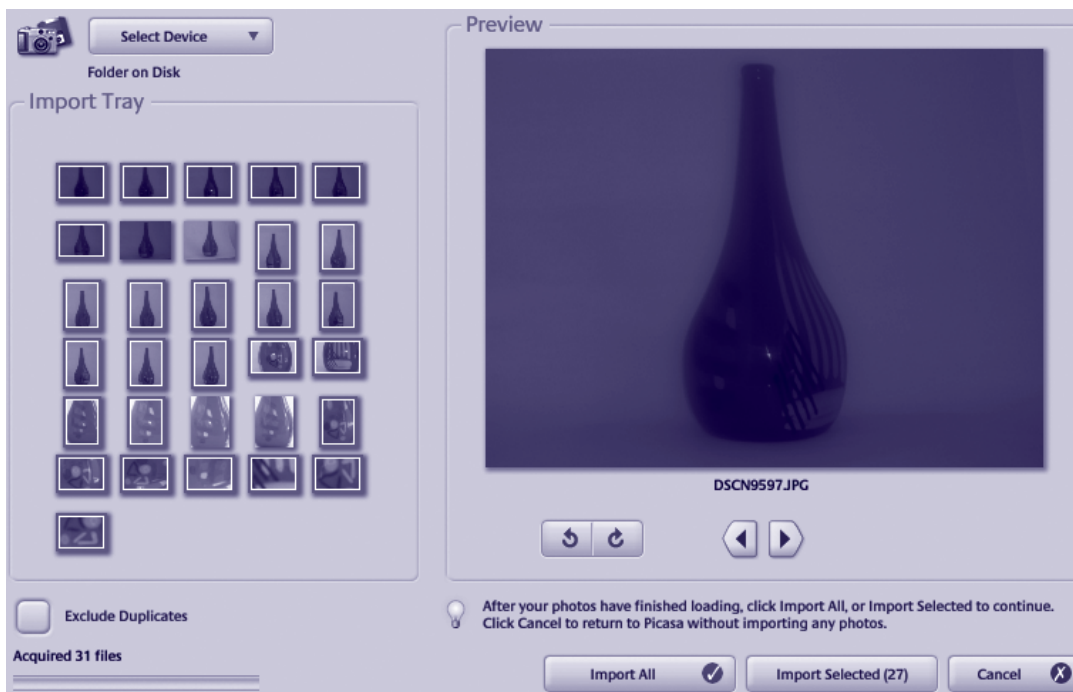 Select Device
Folder on Disk
Import Tray
Preview
DSCN9597.JPG
Exclude Duplicates
After your photos have finished loading, click Import All, or Import Selected to continue.
Click Cancel to return to Picasa without importing any photos.
Acquired 31 files
Import All
Import Selected (27)
Cancel